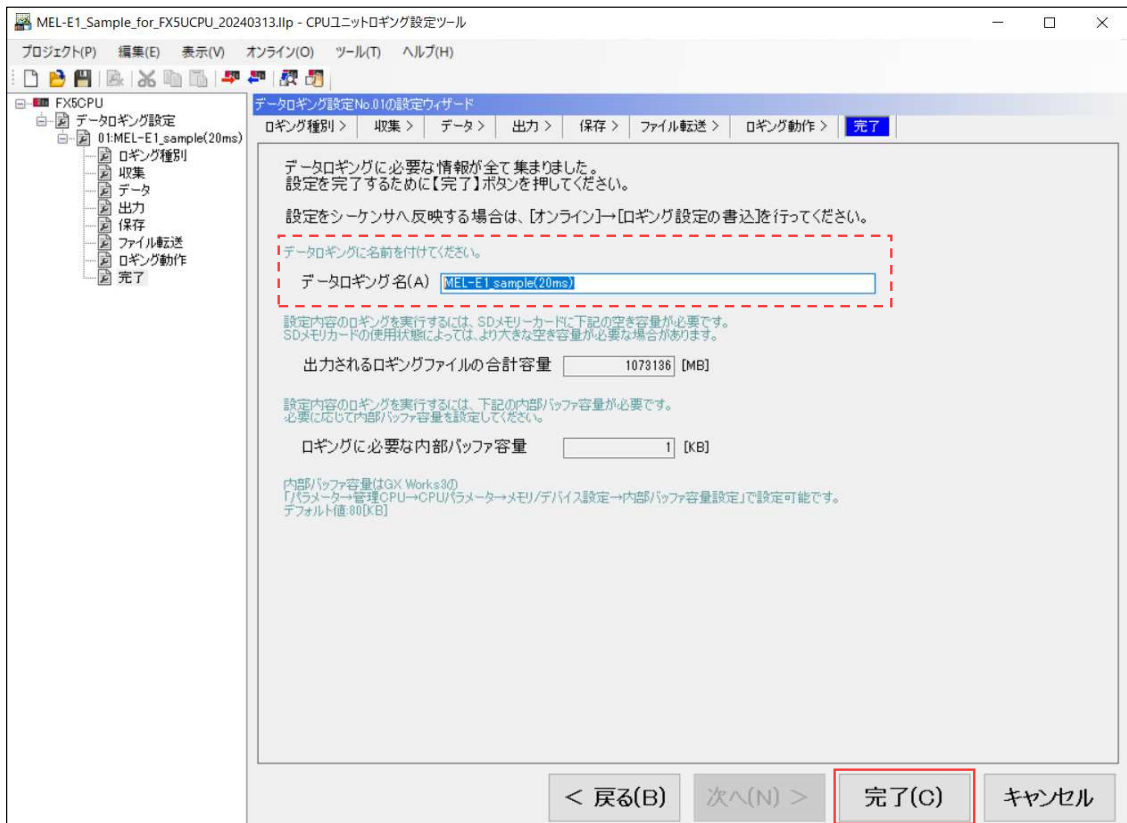 MEL-E1_Sample_for_FX5UCPU_20240313.llp - CPUユニットロギング設定ツール
プロジェクト(P) 編集(E) 表示(V) オンライン(O) ツール(T) ヘルプ(H)
FX5CPU
データロギング設定
01:MEL-E1_sample(20ms)
ロギング種別
収集
データ
出力
保存
ファイル転送
ロギング動作
完了
データロギング設定No.01の設定ウィザード
ロギング種別 > 収集 > データ > 出力 > 保存 > ファイル転送 > ロギング動作 > 完了
データロギングに必要な情報が全て集まりました。
設定を完了するために【完了】ボタンを押してください。
設定をシーケンサへ反映する場合は、[オンライン]→[ロギング設定の書込]を行ってください。
データロギングに名前を付けてください。
データロギング名(A) MEL-E1_sample(20ms)
設定内容のロギングを実行するには、SDメモリーカードに下記の空き容量が必要です。
SDメモリカードの使用状態によっては、より大きな空き容量が必要な場合があります。
出力されるロギングファイルの合計容量 1073136 [MB]
設定内容のロギングを実行するには、下記の内部バッファ容量が必要です。
必要に応じて内部バッファ容量を設定してください。
ロギングに必要な内部バッファ容量 1 [KB]
内部バッファ容量はGX Works3の
「パラメータ→管理CPU→CPUパラメーター→メモリ/デバイス設定→内部バッファ容量設定」で設定可能です。
デフォルト値:80[KB]
< 戻る(B) 次へ(N) > 完了(C) キャンセル